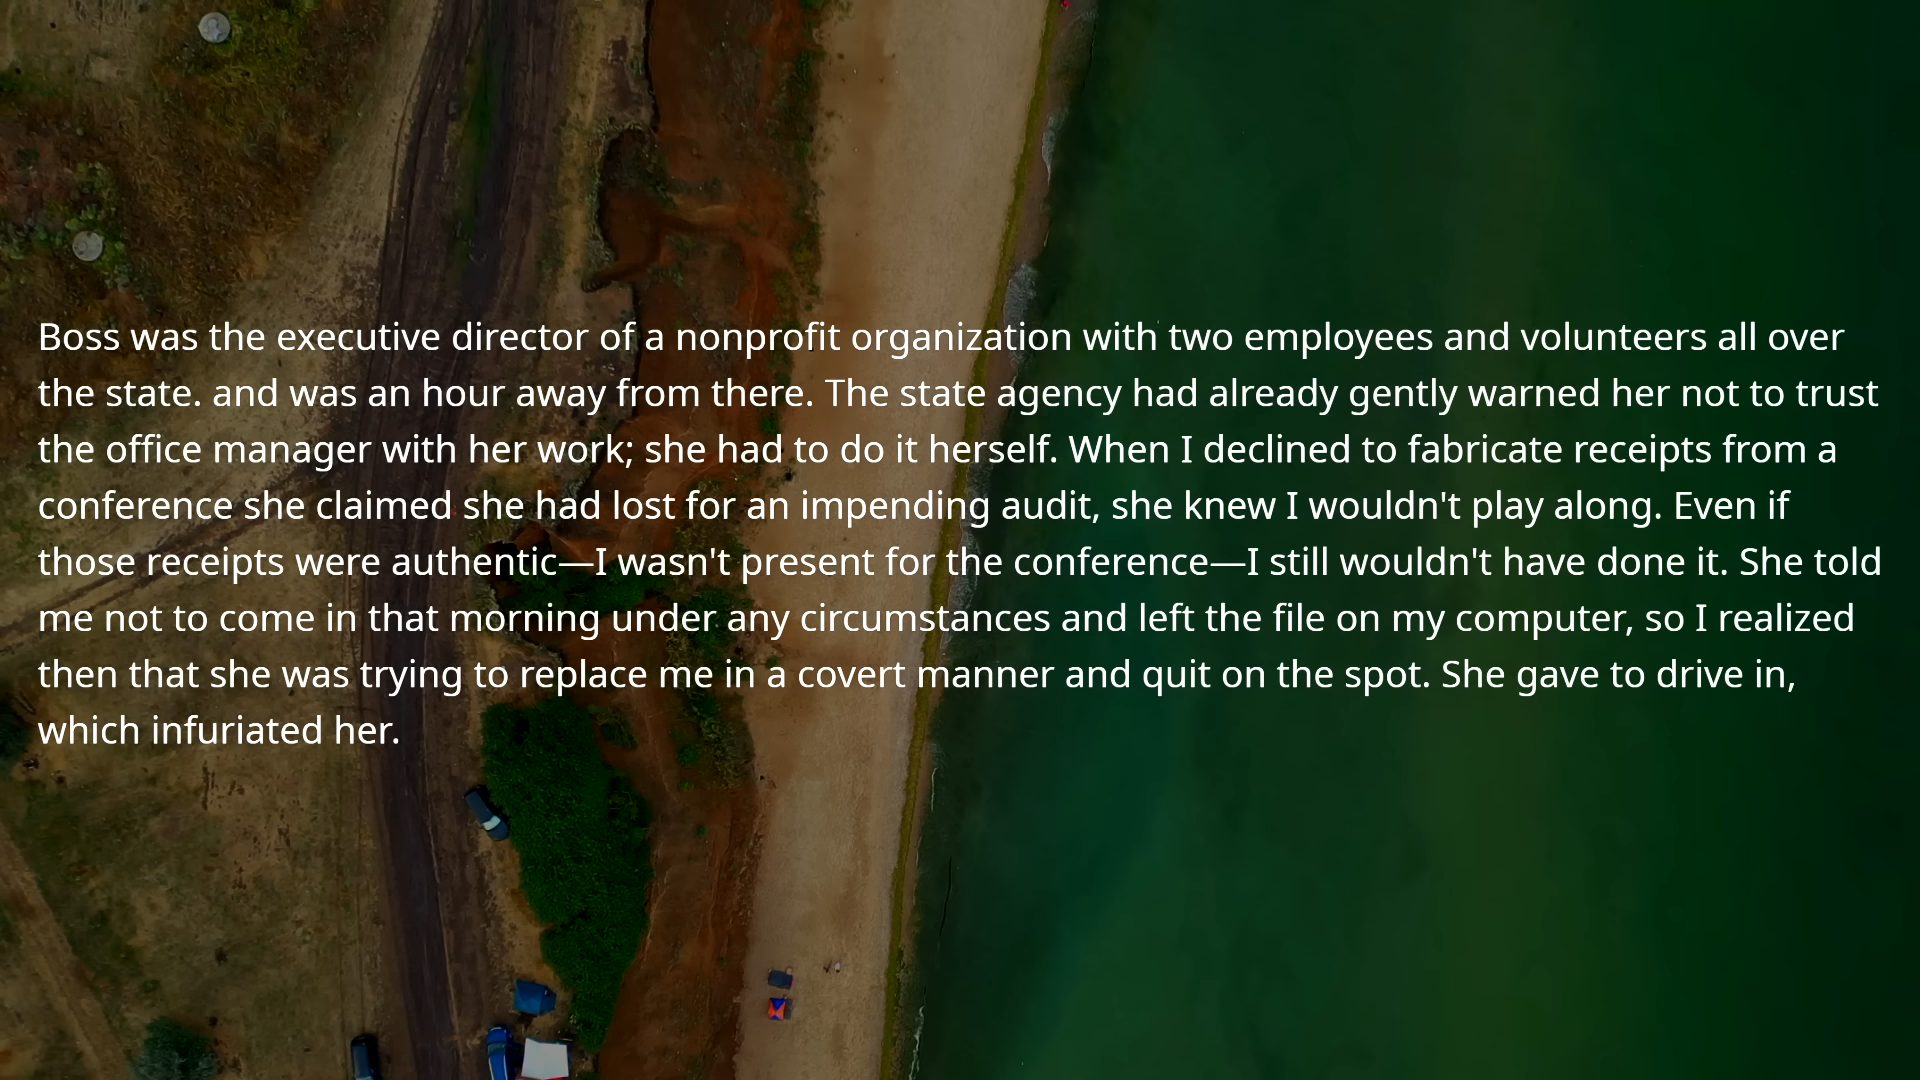 Boss was the executive director of a nonprofit organization with two employees and volunteers all over
the state. and was an hour away from there. The state agency had already gently warned her not to trust
the office manager with her work; she had to do it herself. When I declined to fabricate receipts from a
conference she claimed she had lost for an impending audit, she knew I wouldn't play along. Even if
those receipts were authentic—I wasn't present for the conference—I still wouldn't have done it. She told
me not to come in that morning under any circumstances and left the file on my computer, so I realized
then that she was trying to replace me in a covert manner and quit on the spot. She gave to drive in,
which infuriated her.